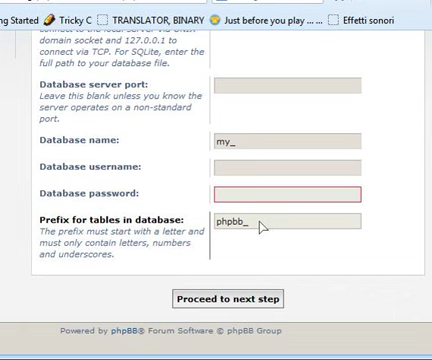 ng Started Tricky C TRANSLATOR, BINARY Just before you play ... ... Effetti sonori
connect to the local server via UNIX
domain socket and 127.0.0.1 to
connect via TCP. For SQLite, enter the
full path to your database file.
Database server port:
Leave this blank unless you know the
server operates on a non-standard
port.
Database name: my_
Database username:
Database password:
Prefix for tables in database: phpbb_
The prefix must start with a letter and
must only contain letters, numbers
and underscores.
Proceed to next step
Powered by phpBB® Forum Software © phpBB Group